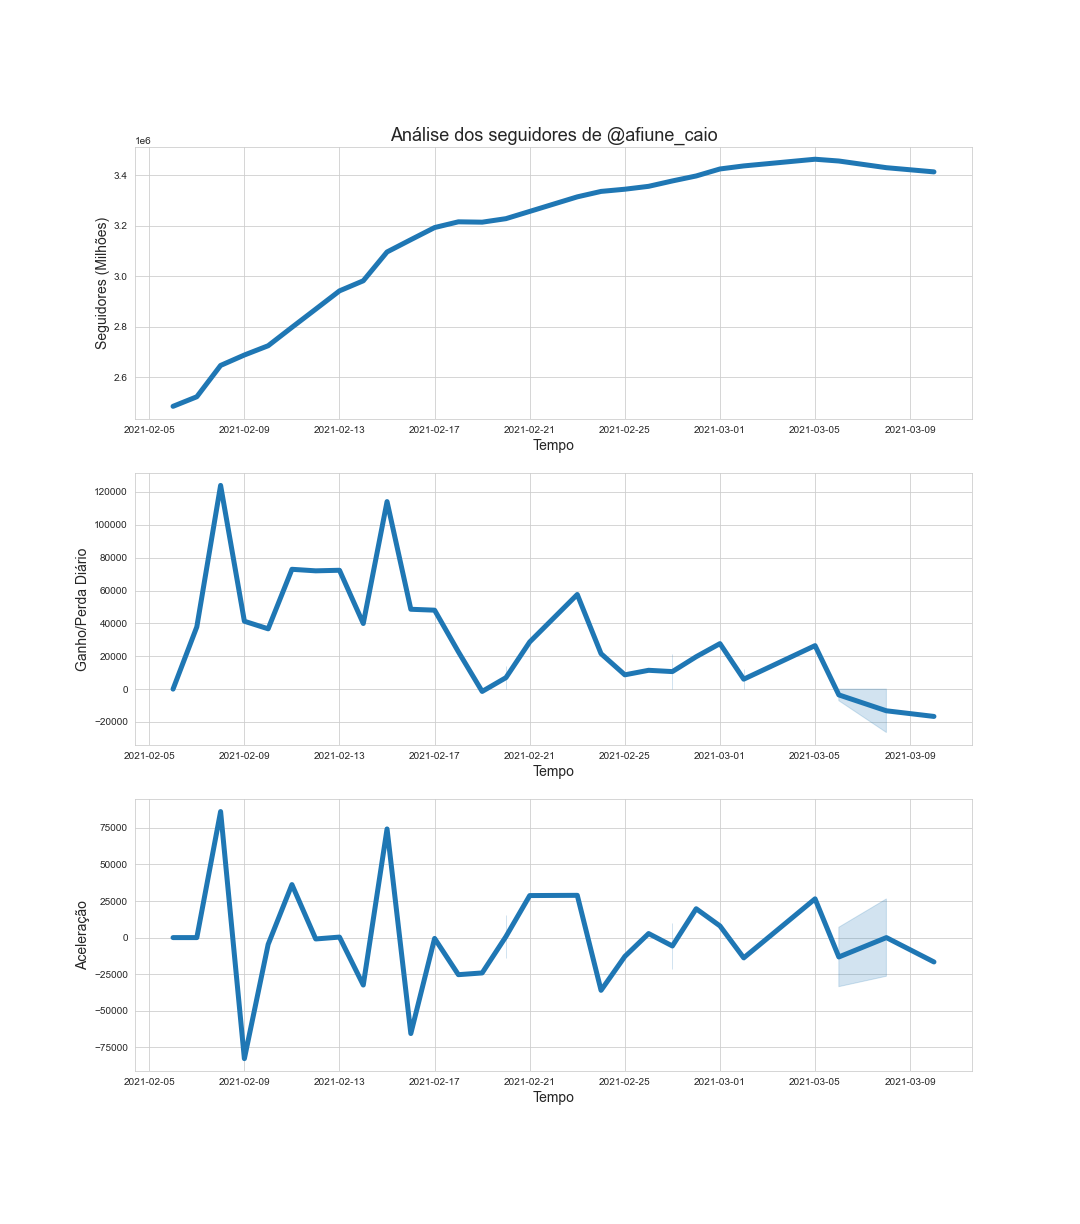 Análise dos seguidores de @afiune_caio
1e6
Seguidores (Milhões)
3.4
3.2
3.0
2.8
2.6
2021-02-05 2021-02-09 2021-02-13 2021-02-17 2021-02-21 2021-02-25 2021-03-01 2021-03-05 2021-03-09
Tempo
Ganho/Perda Diário
120000
100000
80000
60000
40000
20000
0
−20000
2021-02-05 2021-02-09 2021-02-13 2021-02-17 2021-02-21 2021-02-25 2021-03-01 2021-03-05 2021-03-09
Tempo
Aceleração
75000
50000
25000
0
−25000
−50000
−75000
2021-02-05 2021-02-09 2021-02-13 2021-02-17 2021-02-21 2021-02-25 2021-03-01 2021-03-05 2021-03-09
Tempo